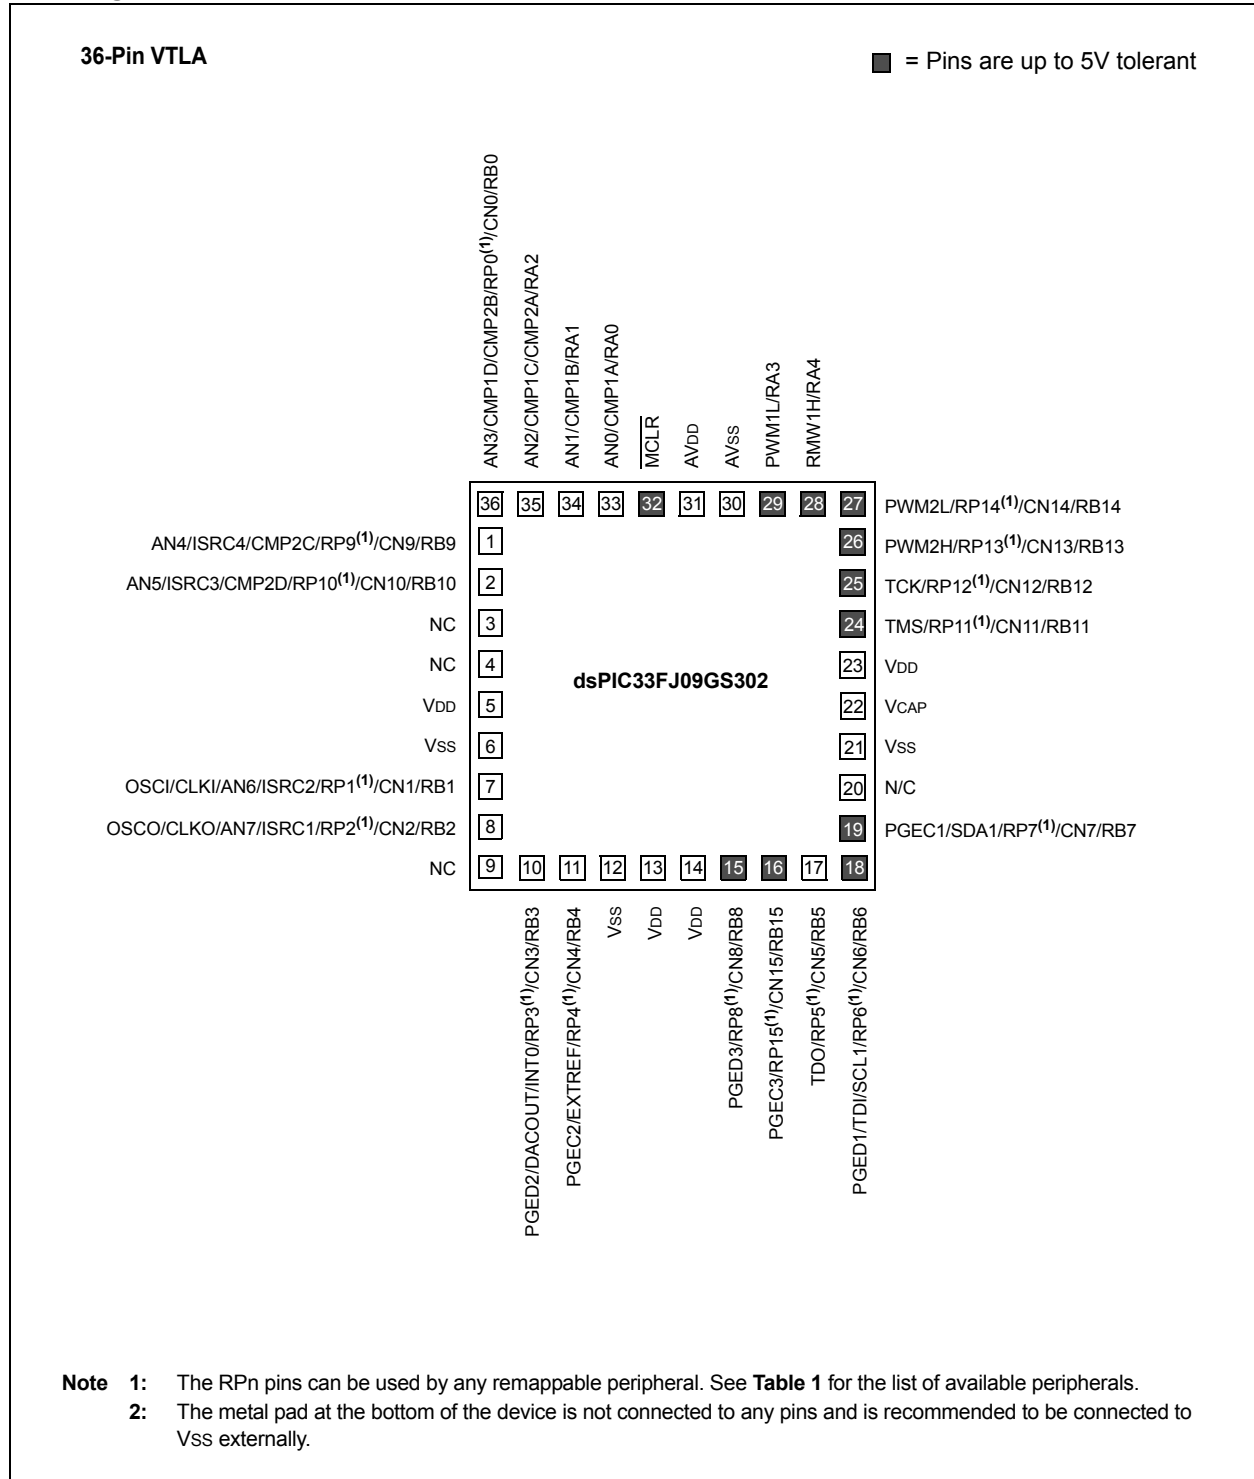 36-Pin VTLA
= Pins are up to 5V tolerant
AN3/CMP1D/CMP2B/RP0(1)/CN0/RB0
AN2/CMP1C/CMP2A/RA2
AN1/CMP1B/RA1
AN0/CMP1A/RA0
MCLR
AVDD
AVSS
PWM1L/RA3
RMW1H/RA4
36 35 34 33 32 31 30 29 28 27 PWM2L/RP14(1)/CN14/RB14
AN4/ISRC4/CMP2C/RP9(1)/CN9/RB9 1 26 PWM2H/RP13(1)/CN13/RB13
AN5/ISRC3/CMP2D/RP10(1)/CN10/RB10 2 25 TCK/RP12(1)/CN12/RB12
NC 3 24 TMS/RP11(1)/CN11/RB11
NC 4 dsPIC33FJ09GS302 23 VDD
VDD 5 22 VCAP
VSS 6 21 VSS
OSCI/CLKI/AN6/ISRC2/RP1(1)/CN1/RB1 7 20 N/C
OSCO/CLKO/AN7/ISRC1/RP2(1)/CN2/RB2 8 19 PGEC1/SDA1/RP7(1)/CN7/RB7
NC 9 10 11 12 13 14 15 16 17 18
PGED2/DACOUT/INT0/RP3(1)/CN3/RB3
PGEC2/EXTREF/RP4(1)/CN4/RB4
VSS
VDD
VDD
PGED3/RP8(1)/CN8/RB8
PGEC3/RP15(1)/CN15/RB15
TDO/RP5(1)/CN5/RB5
PGED1/TDI/SCL1/RP6(1)/CN6/RB6
Note 1: The RPn pins can be used by any remappable peripheral. See Table 1 for the list of available peripherals.
2: The metal pad at the bottom of the device is not connected to any pins and is recommended to be connected to
VSS externally.